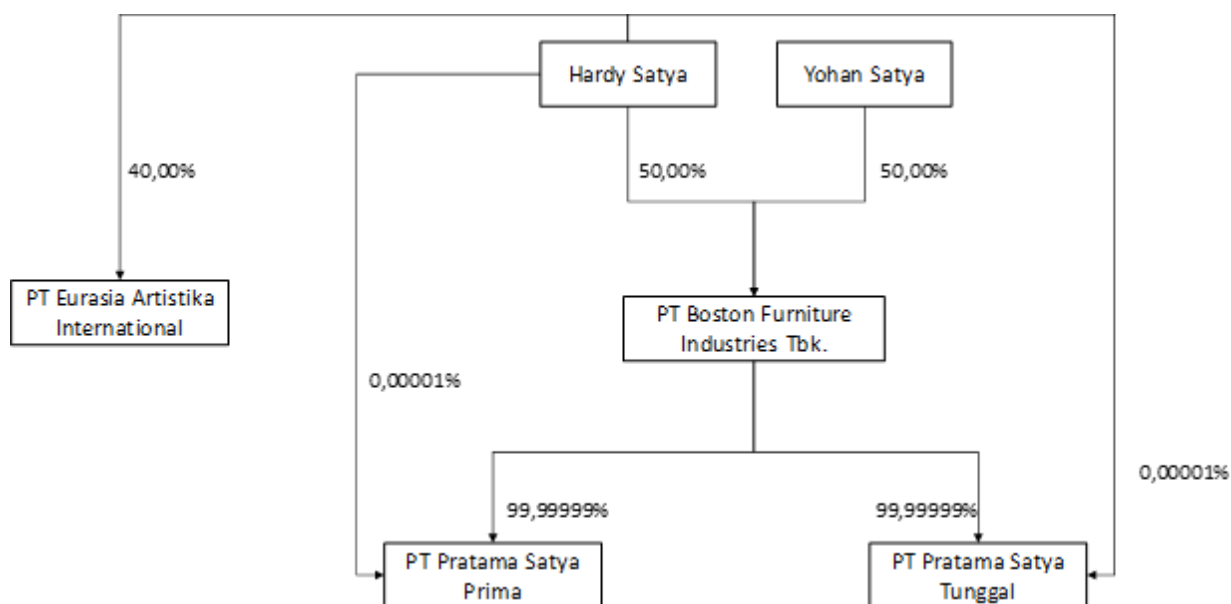 Hardy Satya
Yohan Satya
40,00%
50,00%
50,00%
PT Eurasia Artistika
International
PT Boston Furniture
Industries Tbk.
0,00001%
0,00001%
99,99999%
99,99999%
PT Pratama Satya
Prima
PT Pratama Satya
Tunggal